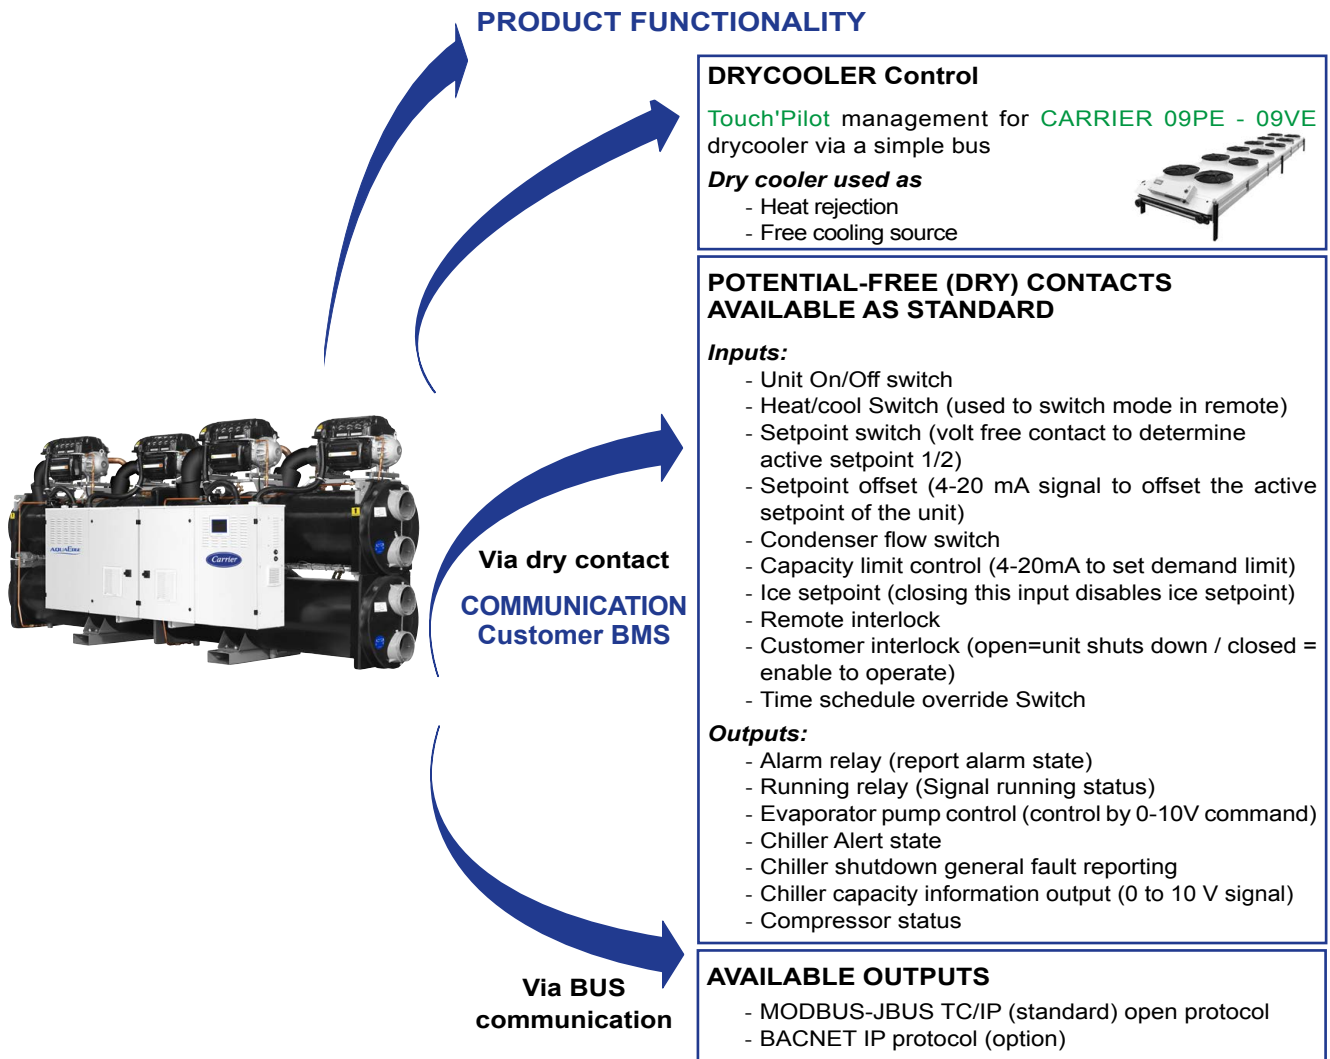 PRODUCT FUNCTIONALITY
DRYCOOLER Control
Touch'Pilot management for CARRIER 09PE - 09VE
drycooler via a simple bus
Dry cooler used as
- Heat rejection
- Free cooling source
POTENTIAL-FREE (DRY) CONTACTS
AVAILABLE AS STANDARD
Inputs:
- Unit On/Off switch
- Heat/cool Switch (used to switch mode in remote)
- Setpoint switch (volt free contact to determine
active setpoint 1/2)
- Setpoint offset (4-20 mA signal to offset the active
setpoint of the unit)
- Condenser flow switch
- Capacity limit control (4-20mA to set demand limit)
- Ice setpoint (closing this input disables ice setpoint)
- Remote interlock
- Customer interlock (open=unit shuts down / closed =
enable to operate)
- Time schedule override Switch
Outputs:
- Alarm relay (report alarm state)
- Running relay (Signal running status)
- Evaporator pump control (control by 0-10V command)
- Chiller Alert state
- Chiller shutdown general fault reporting
- Chiller capacity information output (0 to 10 V signal)
- Compressor status
AQUAEDGE
Carrier
Via dry contact
COMMUNICATION
Customer BMS
Via BUS
communication
AVAILABLE OUTPUTS
- MODBUS-JBUS TC/IP (standard) open protocol
- BACNET IP protocol (option)